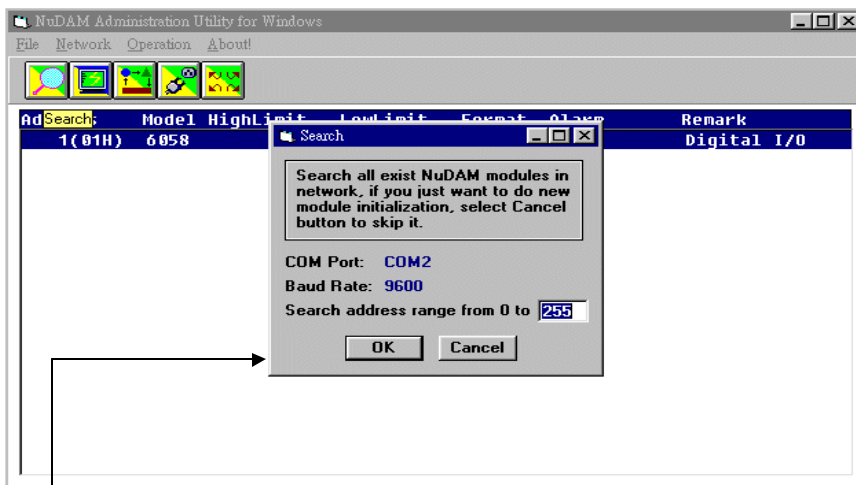 NuDAM Administration Utility for Windows
File Network Operation About!
Search
Model HighLimit LowLimit Format Alarm Remark
1(01H) 6058 Digital I/O
Search
Search all exist NuDAM modules in
network, if you just want to do new
module initialization, select Cancel
button to skip it.
COM Port: COM2
Baud Rate: 9600
Search address range from 0 to 255
OK Cancel